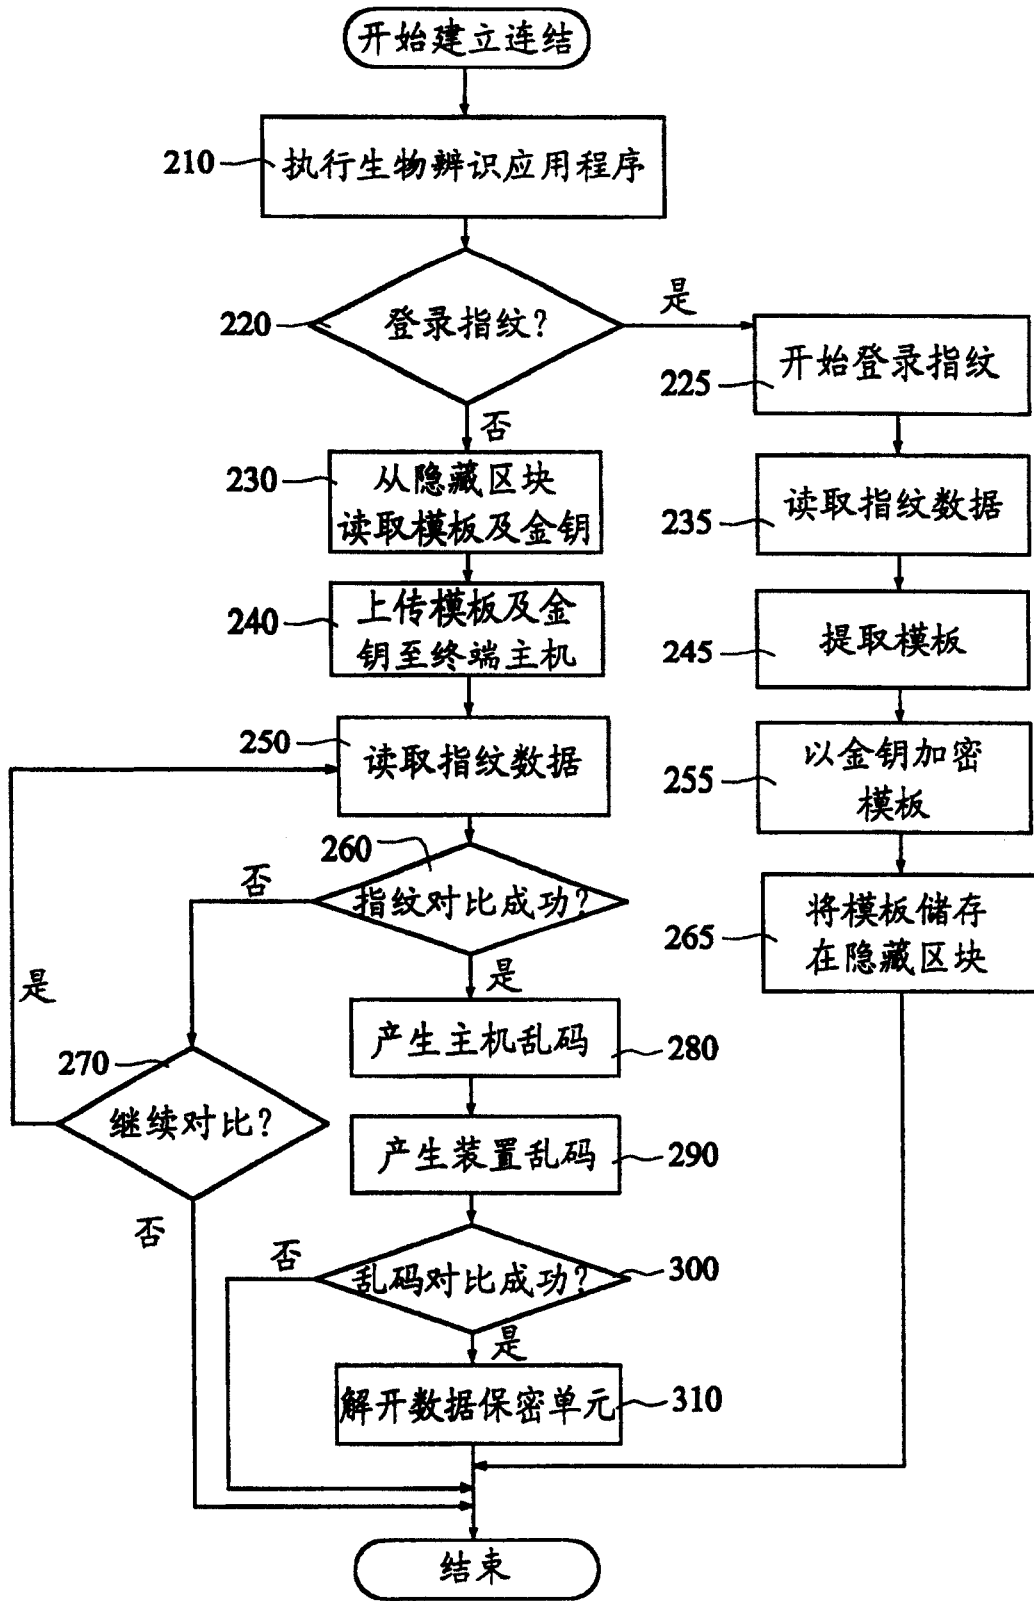 开始建立连结
210
执行生物辨识应用程序
220
登录指纹?
是
225
开始登录指纹
否
230
从隐藏区块
读取模板及金钥
235
读取指纹数据
240
上传模板及金
钥至终端主机
245
提取模板
250
读取指纹数据
255
以金钥加密
模板
260
指纹对比成功?
否
是
265
将模板储存
在隐藏区块
是
270
继续对比?
否
产生主机乱码
280
产生装置乱码
290
否
乱码对比成功?
300
是
解开数据保密单元
310
结束